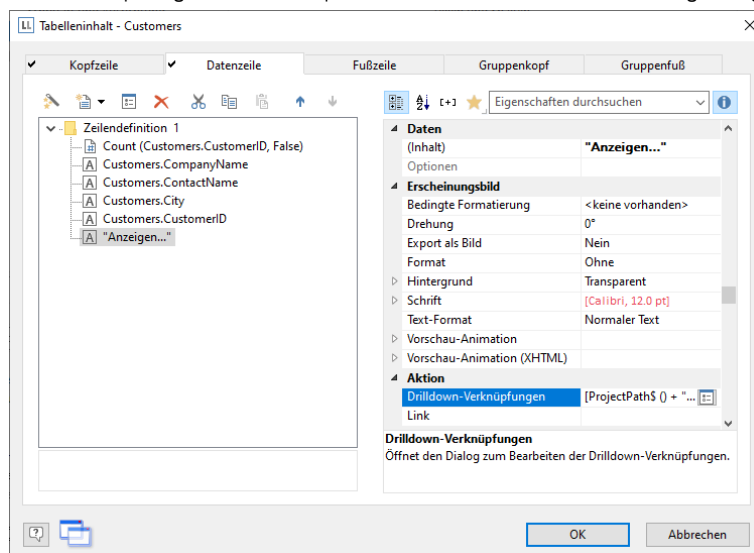 Tabelleninhalt - Customers
Kopfzeile
Datenzeile
Fußzeile
Gruppenkopf
Gruppenfuß
Eigenschaften durchsuchen
Zeilendefinition 1
Count (Customers.CustomerID, False)
Customers.CompanyName
Customers.ContactName
Customers.City
Customers.CustomerID
"Anzeigen..."
Daten
(Inhalt) "Anzeigen..."
Optionen
Erscheinungsbild
Bedingte Formatierung <keine vorhanden>
Drehung 0°
Export als Bild Nein
Format Ohne
Hintergrund Transparent
Schrift [Calibri, 12.0 pt]
Text-Format Normaler Text
Vorschau-Animation
Vorschau-Animation (XHTML)
Aktion
Drilldown-Verknüpfungen [ProjectPath$ () + "...
Link
Drilldown-Verknüpfungen
Öffnet den Dialog zum Bearbeiten der Drilldown-Verknüpfungen.
OK
Abbrechen